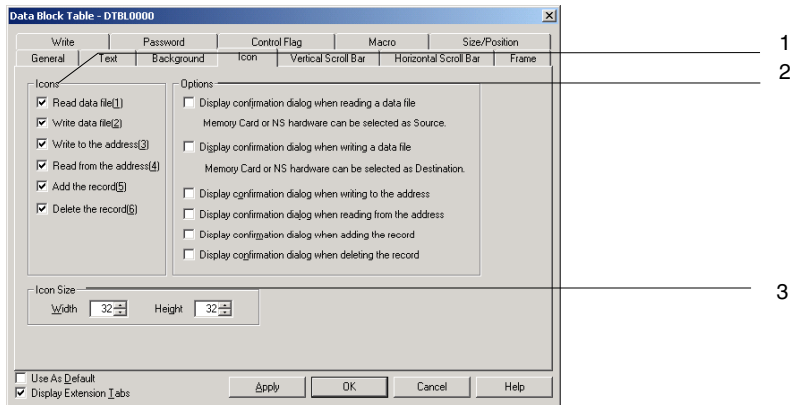 Data Block Table - DTBL0000
Write Password Control Flag Macro Size/Position
General Text Background Icon Vertical Scroll Bar Horizontal Scroll Bar Frame
1
2
Icons
Read data file(1)
Write data file(2)
Write to the address(3)
Read from the address(4)
Add the record(5)
Delete the record(6)
Options
Display confirmation dialog when reading a data file
Memory Card or NS hardware can be selected as Source.
Display confirmation dialog when writing a data file
Memory Card or NS hardware can be selected as Destination.
Display confirmation dialog when writing to the address
Display confirmation dialog when reading from the address
Display confirmation dialog when adding the record
Display confirmation dialog when deleting the record
Icon Size
3
Width 32 Height 32
Use As Default
Display Extension Tabs
Apply OK Cancel Help